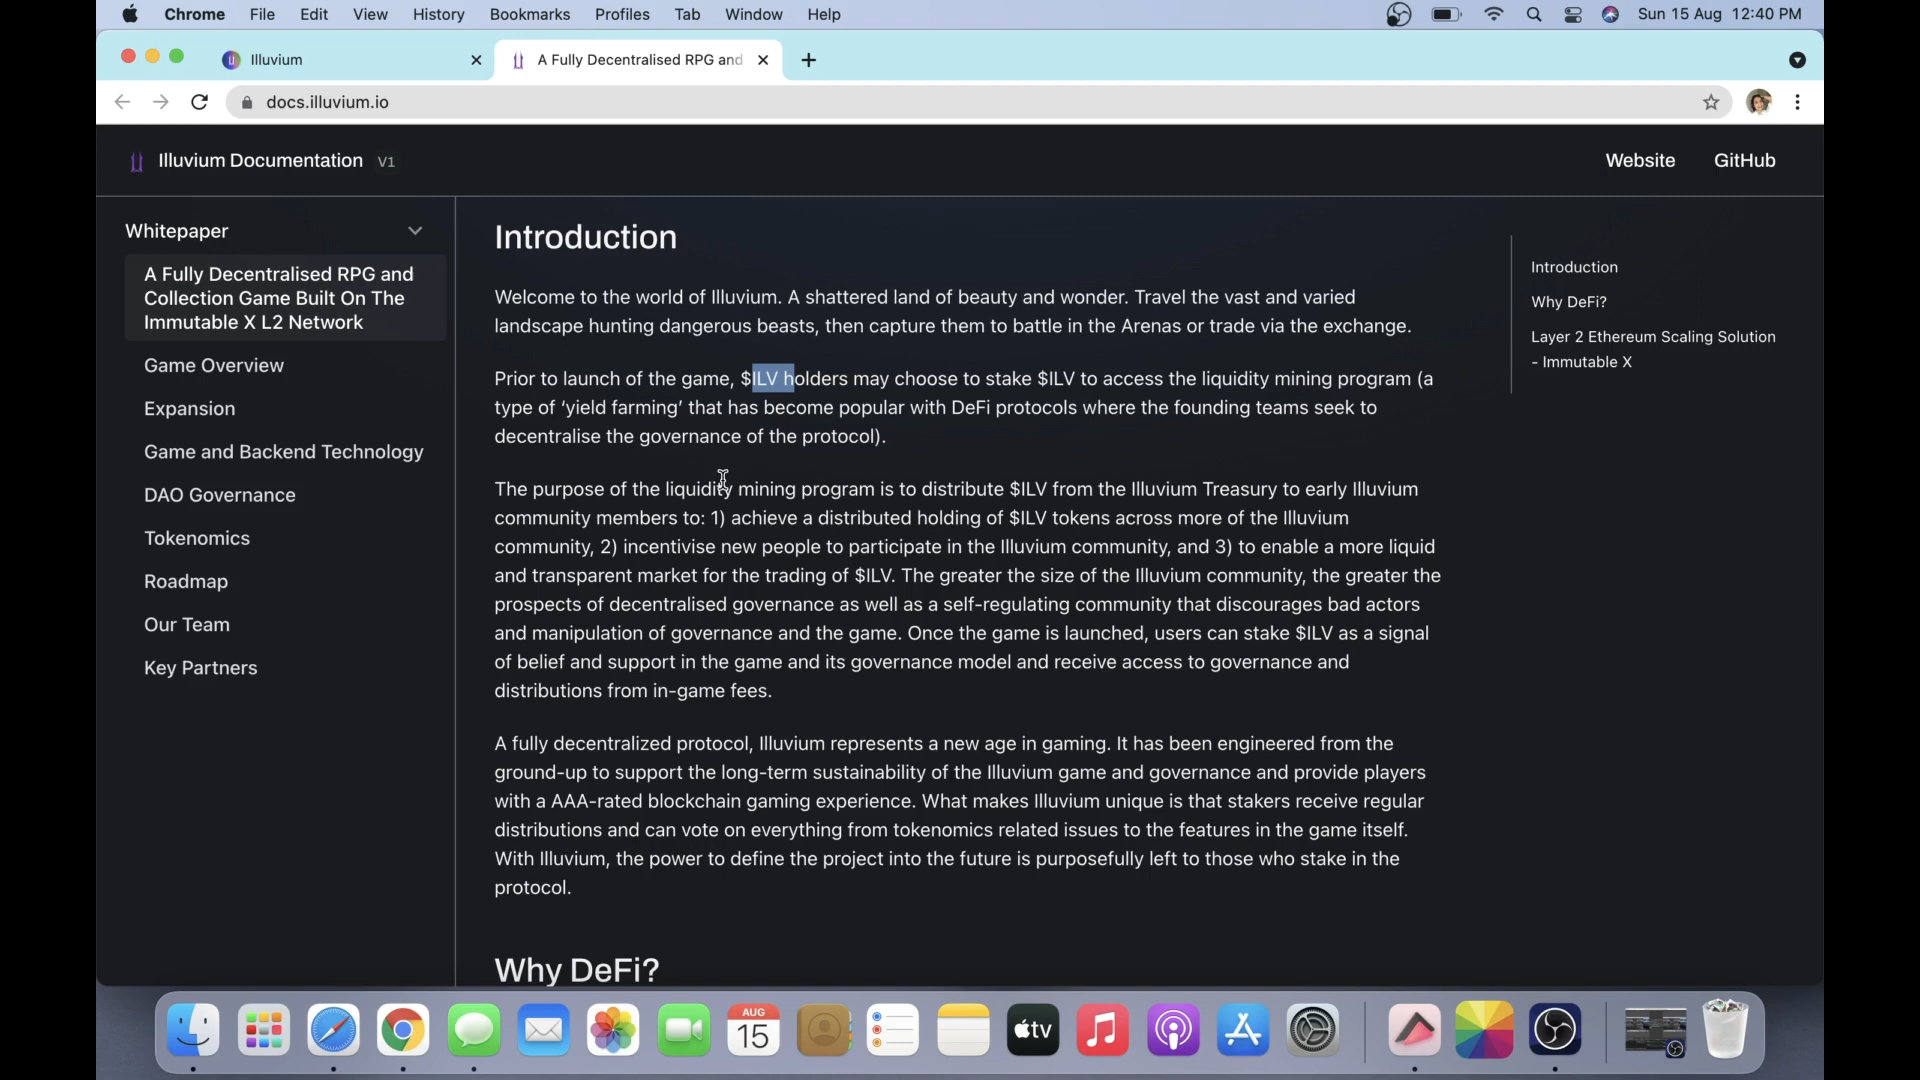 Chrome File Edit View History Bookmarks Profiles Tab Window Help Sun 15 Aug 12:40 PM
Illuvium A Fully Decentralised RPG and
docs.illuvium.io
Illuvium Documentation V1 Website GitHub
Whitepaper
A Fully Decentralised RPG and
Collection Game Built On The
Immutable X L2 Network
Game Overview
Expansion
Game and Backend Technology
DAO Governance
Tokenomics
Roadmap
Our Team
Key Partners
Introduction
Welcome to the world of Illuvium. A shattered land of beauty and wonder. Travel the vast and varied
landscape hunting dangerous beasts, then capture them to battle in the Arenas or trade via the exchange.
Prior to launch of the game, $ILV holders may choose to stake $ILV to access the liquidity mining program (a
type of ‘yield farming’ that has become popular with DeFi protocols where the founding teams seek to
decentralise the governance of the protocol).
The purpose of the liquidity mining program is to distribute $ILV from the Illuvium Treasury to early Illuvium
community members to: 1) achieve a distributed holding of $ILV tokens across more of the Illuvium
community, 2) incentivise new people to participate in the Illuvium community, and 3) to enable a more liquid
and transparent market for the trading of $ILV. The greater the size of the Illuvium community, the greater the
prospects of decentralised governance as well as a self-regulating community that discourages bad actors
and manipulation of governance and the game. Once the game is launched, users can stake $ILV as a signal
of belief and support in the game and its governance model and receive access to governance and
distributions from in-game fees.
A fully decentralized protocol, Illuvium represents a new age in gaming. It has been engineered from the
ground-up to support the long-term sustainability of the Illuvium game and governance and provide players
with a AAA-rated blockchain gaming experience. What makes Illuvium unique is that stakers receive regular
distributions and can vote on everything from tokenomics related issues to the features in the game itself.
With Illuvium, the power to define the project into the future is purposefully left to those who stake in the
protocol.
Why DeFi?
Introduction
Why DeFi?
Layer 2 Ethereum Scaling Solution
- Immutable X
AUG
15
tv